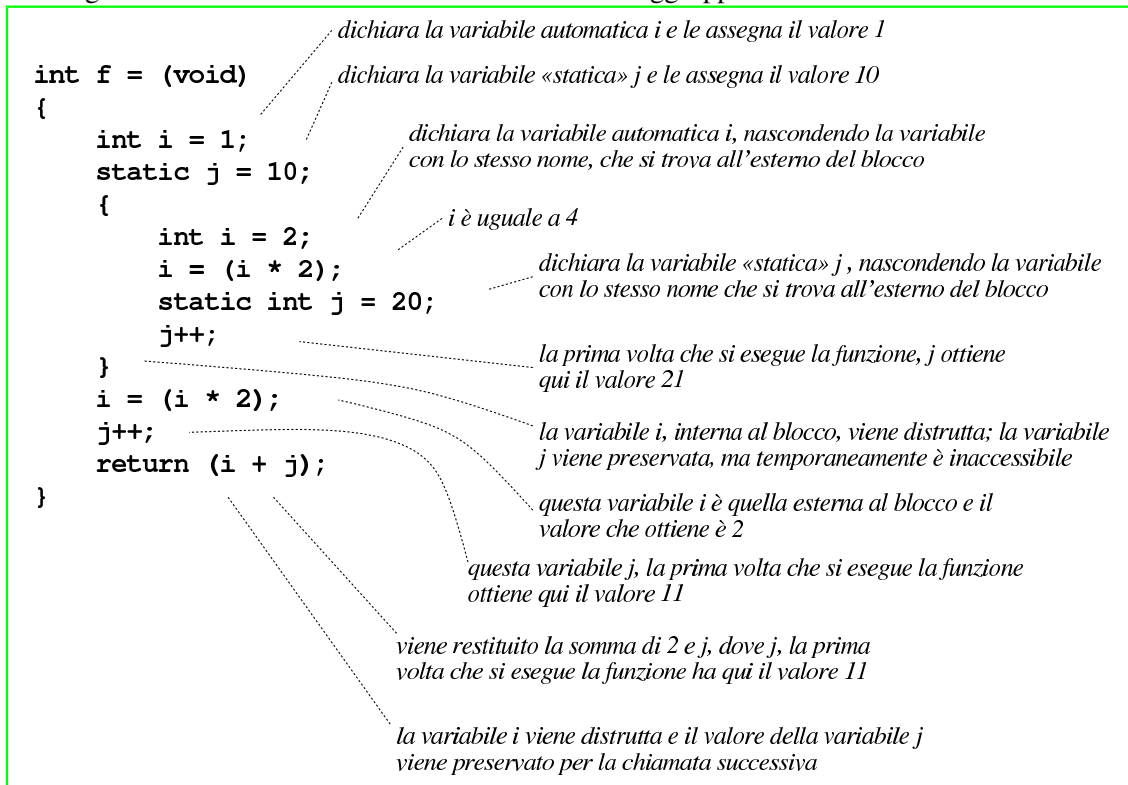 dichiara la variabile automatica i e le assegna il valore 1
int f = (void)
dichiara la variabile «statica» j e le assegna il valore 10
{
int i = 1;
dichiara la variabile automatica i, nascondendo la variabile
con lo stesso nome, che si trova all'esterno del blocco
static j = 10;
{
i è uguale a 4
int i = 2;
i = (i * 2);
dichiara la variabile «statica» j , nascondendo la variabile
con lo stesso nome che si trova all'esterno del blocco
static int j = 20;
j++;
la prima volta che si esegue la funzione, j ottiene
qui il valore 21
}
i = (i * 2);
j++;
la variabile i, interna al blocco, viene distrutta; la variabile
j viene preservata, ma temporaneamente è inaccessibile
return (i + j);
}
questa variabile i è quella esterna al blocco e il
valore che ottiene è 2
questa variabile j, la prima volta che si esegue la funzione
ottiene qui il valore 11
viene restituito la somma di 2 e j, dove j, la prima
volta che si esegue la funzione ha qui il valore 11
la variabile i viene distrutta e il valore della variabile j
viene preservato per la chiamata successiva